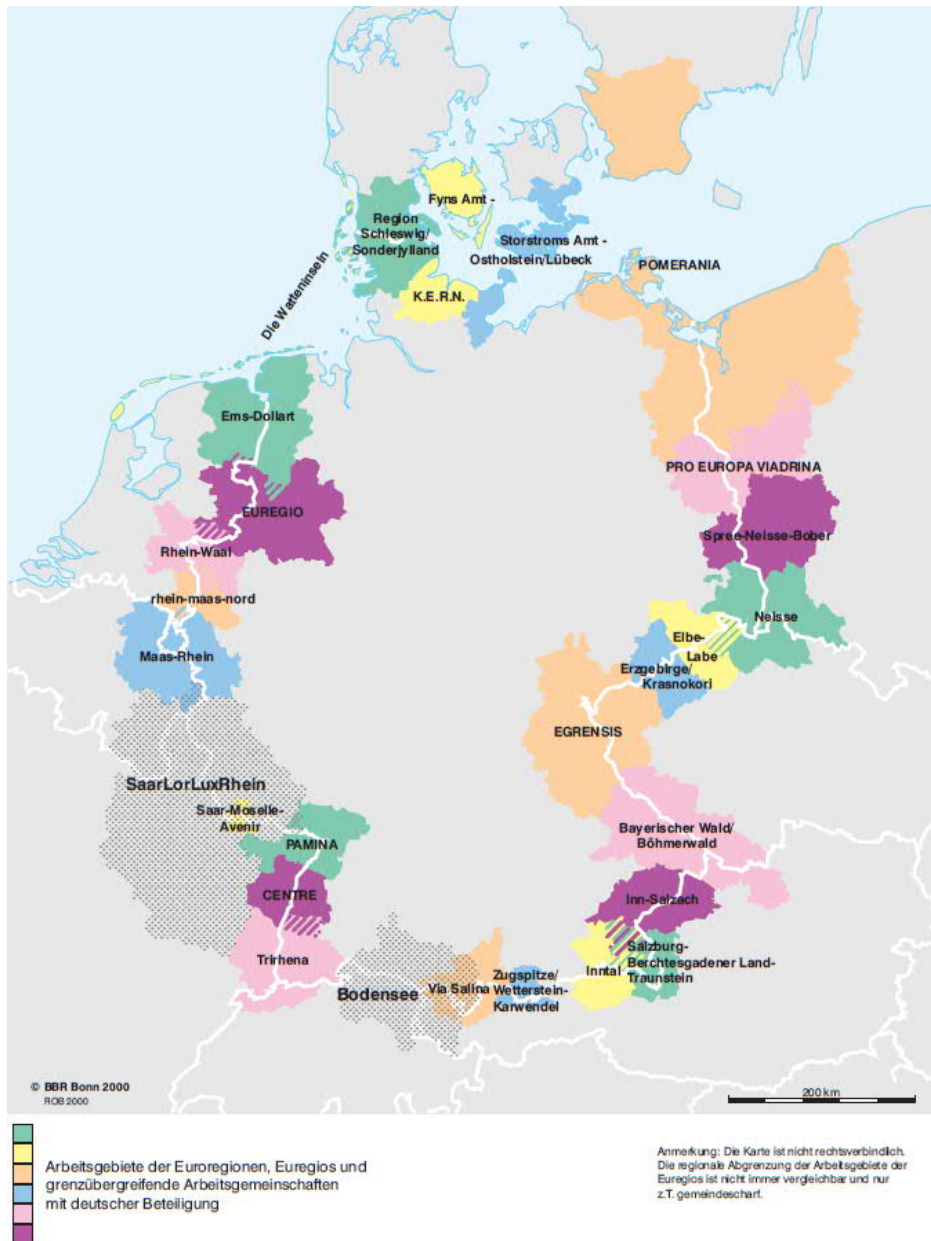 Fyns Amt -
Region
Schleswig/
Sonderjylland
Storstroms Amt -
Ostholstein/Lübeck
POMERANIA
K.E.R.N.
Die Watteninseln
Ems-Dollart
PRO EUROPA VIADRINA
EUREGIO
Spree-Neisse-Bober
Rhein-Waal
rhein-maas-nord
Neisse
Elbe-
Labe
Maas-Rhein
Erzgebirge/
Krasnokori
EGRENSIS
SaarLorLuxRhein
Saar-Moselle-
Avenir
PAMINA
Bayerischer Wald/
Böhmerwald
CENTRE
Inn-Salzach
Trirhena
Salzburg-
Berchtesgadener Land-
Traunstein
Inntal
Bodensee
Via Salina
Zugspitze/
Wetterstein-
Karwendel
© BBR Bonn 2000
ROB 2000
200 km
Arbeitsgebiete der Euroregionen, Euregios und
grenzübergreifende Arbeitsgemeinschaften
mit deutscher Beteiligung
Anmerkung: Die Karte ist nicht rechtsverbindlich.
Die regionale Abgrenzung der Arbeitsgebiete der
Euregios ist nicht immer vergleichbar und nur
z.T. gemeindescharf.